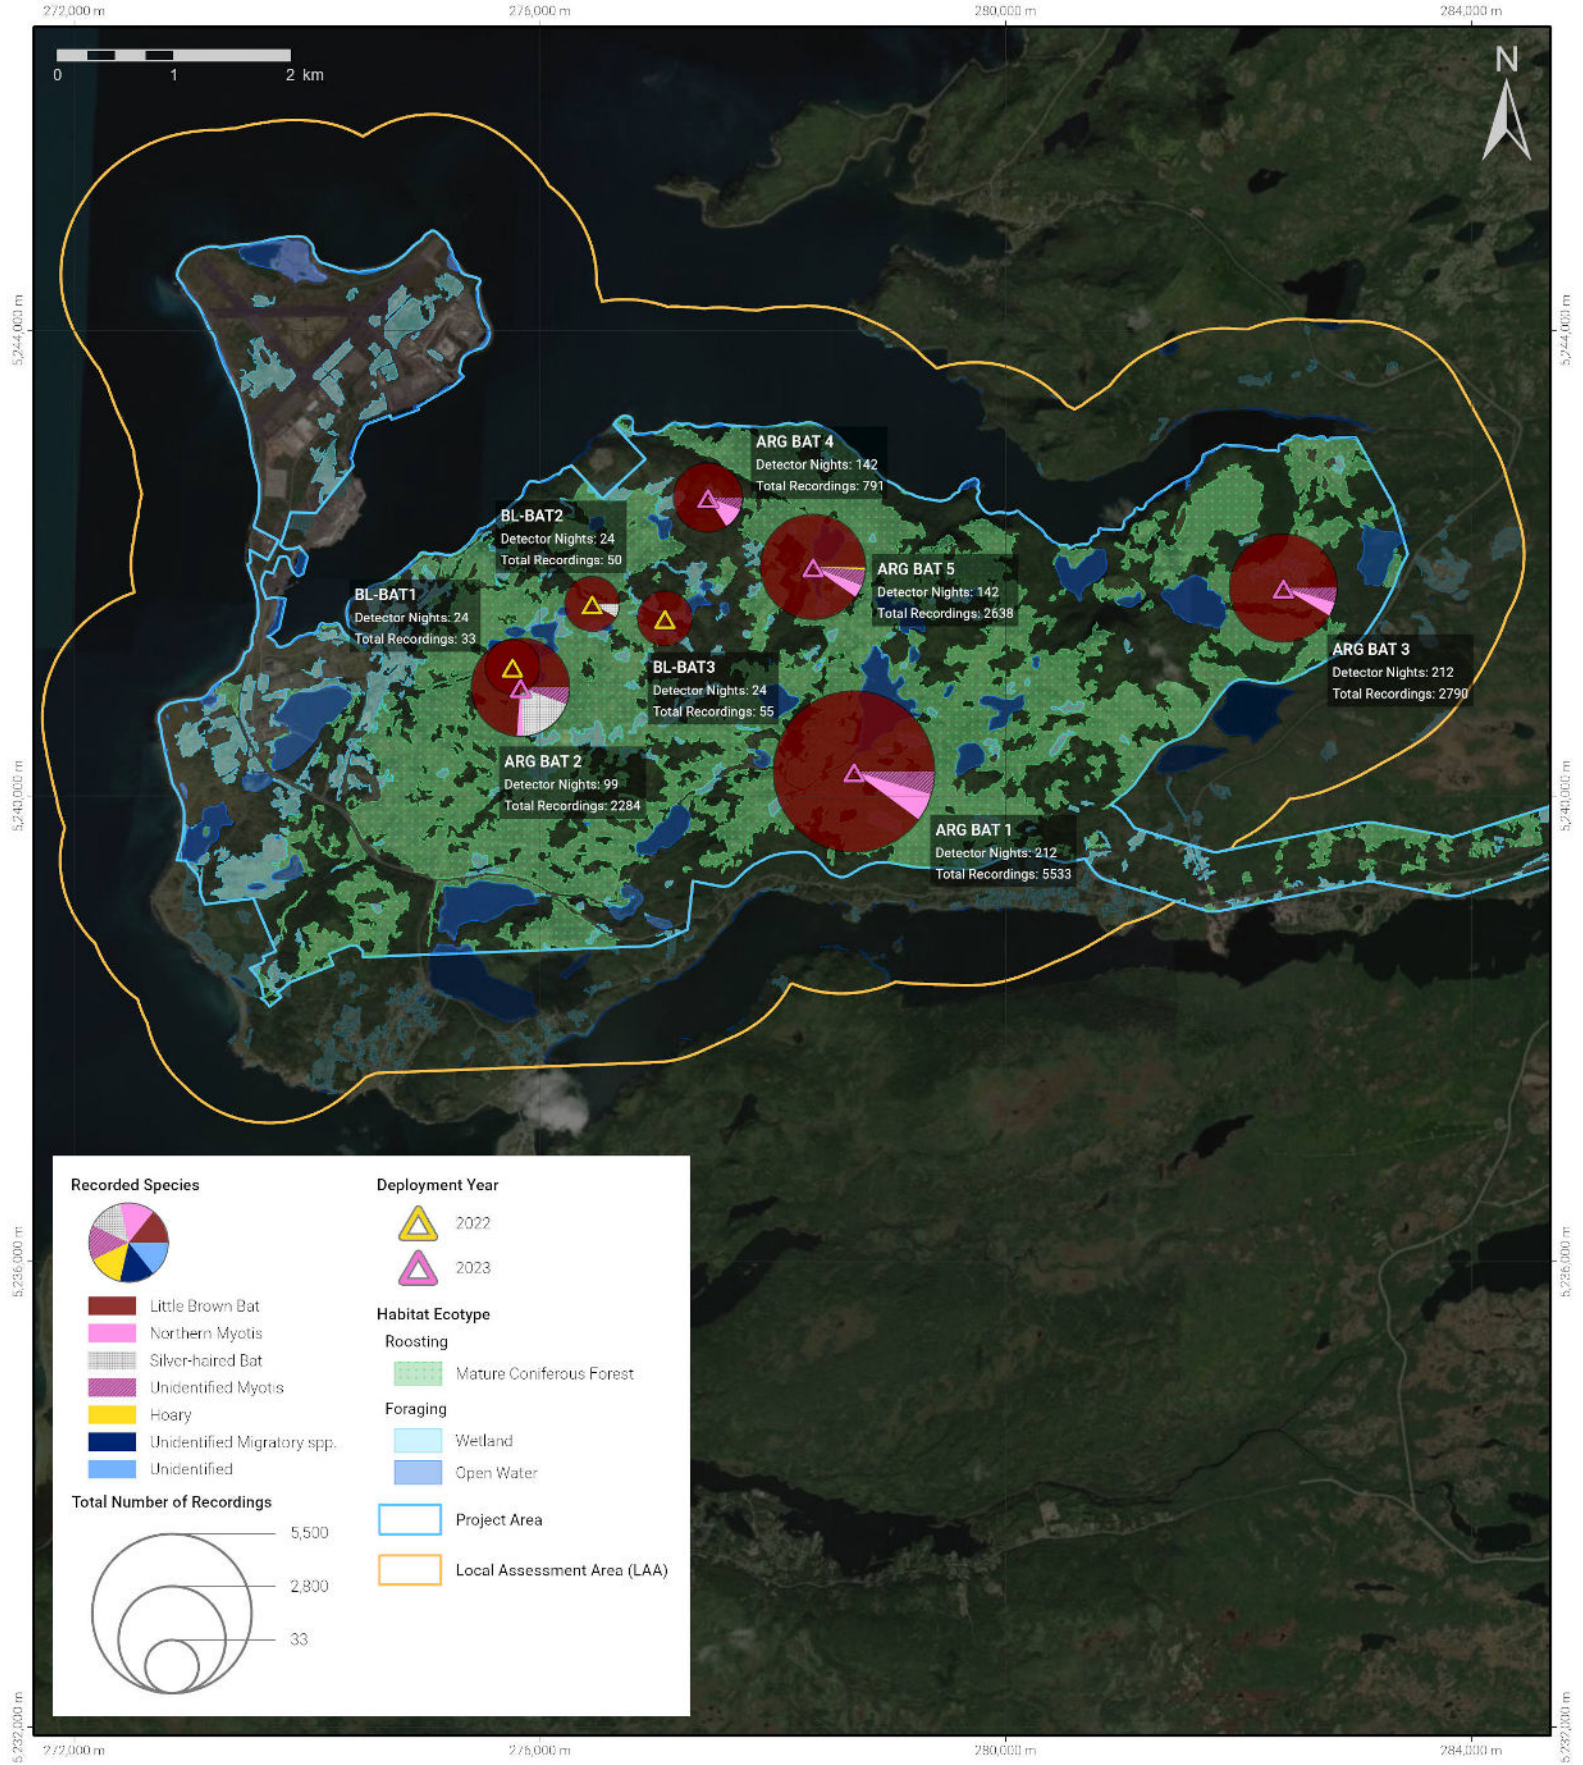 272,000 m
276,000 m
280,000 m
284,000 m
0 1 2 km
N
5,244,000 m
5,244,000 m
ARG BAT 4
Detector Nights: 142
Total Recordings: 791
BL-BAT2
Detector Nights: 24
Total Recordings: 50
ARG BAT 5
Detector Nights: 142
Total Recordings: 2638
BL-BAT1
Detector Nights: 24
Total Recordings: 33
ARG BAT 3
Detector Nights: 212
Total Recordings: 2790
BL-BAT3
Detector Nights: 24
Total Recordings: 55
ARG BAT 2
Detector Nights: 99
Total Recordings: 2284
5,240,000 m
5,240,000 m
ARG BAT 1
Detector Nights: 212
Total Recordings: 5533
5,236,000 m
5,236,000 m
Recorded Species
Little Brown Bat
Northern Myotis
Silver-haired Bat
Unidentified Myotis
Hoary
Unidentified Migratory spp.
Unidentified
Total Number of Recordings
5,500
2,800
33
Deployment Year
2022
2023
Habitat Ecotype
Roosting
Mature Coniferous Forest
Foraging
Wetland
Open Water
Project Area
Local Assessment Area (LAA)
5,232,000 m
5,232,000 m
272,000 m
276,000 m
280,000 m
284,000 m